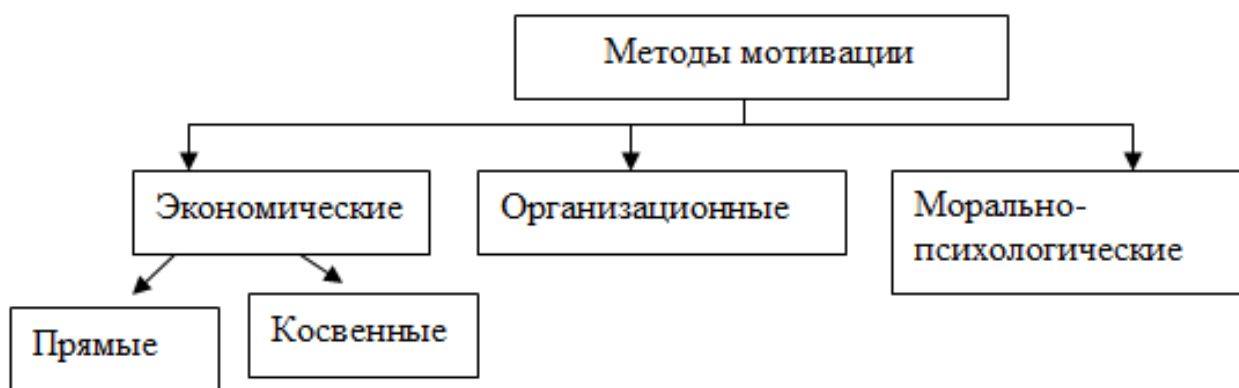 Методы мотивации
Экономические
Организационные
Морально-
психологические
Прямые
Косвенные